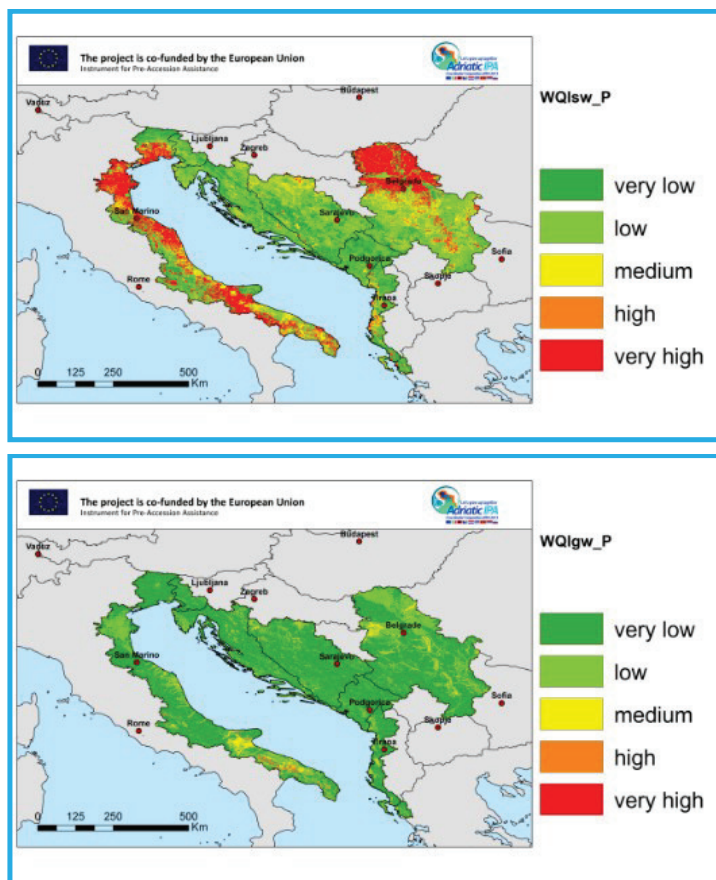 The project is co-funded by the European Union
Instrument for Pre-Accession Assistance
Adriatic IPA
WQIsw_P
Vaduz
Budapest
Ljubljana
Zagreb
Belgrade
San Marino
Sarajevo
Podgorica
Sofia
Skopje
Rome
Tirana
0 125 250 500
Km
very low
low
medium
high
very high
The project is co-funded by the European Union
Instrument for Pre-Accession Assistance
Adriatic IPA
WQIgw_P
Vaduz
Budapest
Ljubljana
Zagreb
Belgrade
San Marino
Sarajevo
Podgorica
Sofia
Skopje
Rome
Tirana
0 125 250 500
Km
very low
low
medium
high
very high